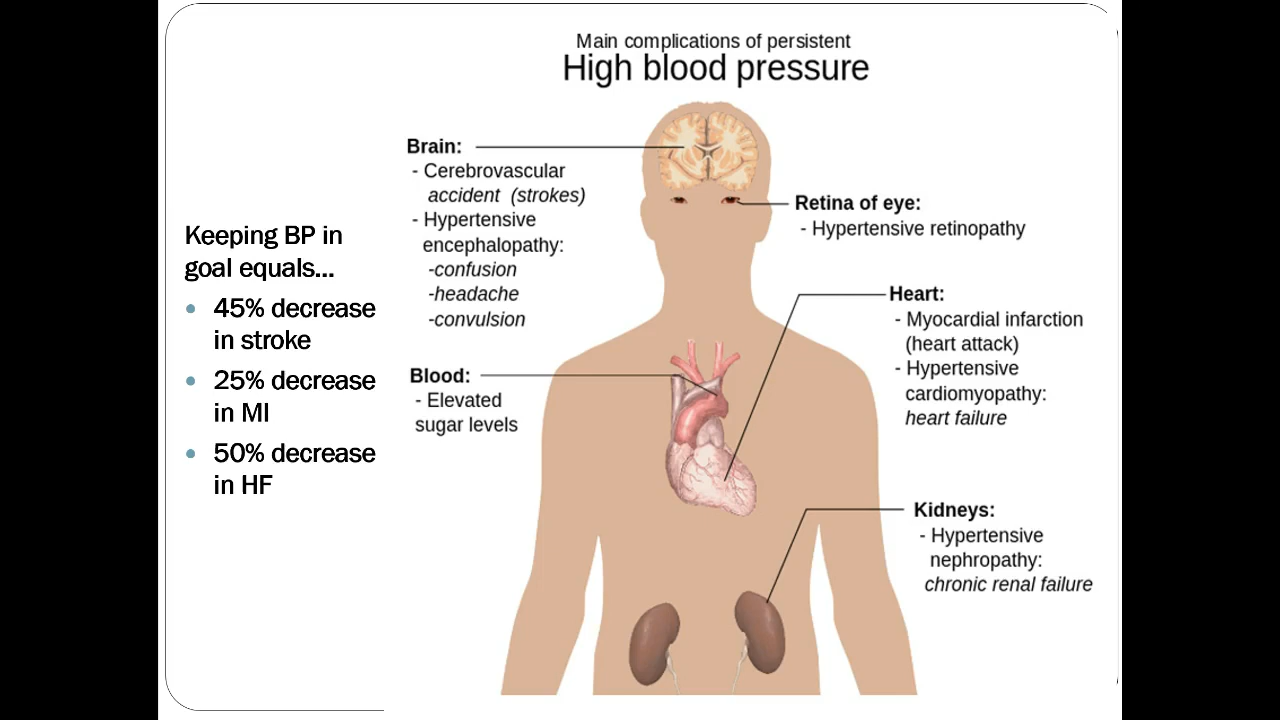 Main complications of persistent
High blood pressure
Keeping BP in
goal equals...
• 45% decrease
in stroke
• 25% decrease
in MI
• 50% decrease
in HF
Brain:
- Cerebrovascular
accident (strokes)
- Hypertensive
encephalopathy:
-confusion
-headache
-convulsion
Blood:
- Elevated
sugar levels
Retina of eye:
- Hypertensive retinopathy
Heart:
- Myocardial infarction
(heart attack)
- Hypertensive
cardiomyopathy:
heart failure
Kidneys:
- Hypertensive
nephropathy:
chronic renal failure